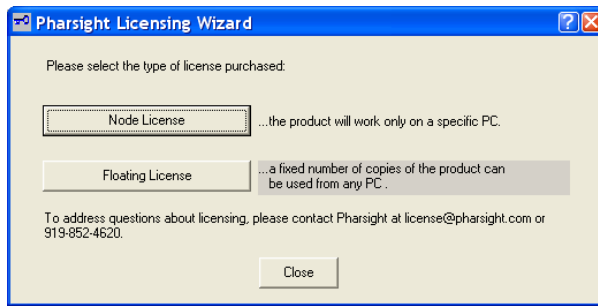 Pharsight Licensing Wizard
Please select the type of license purchased:
Node License ...the product will work only on a specific PC.
Floating License ...a fixed number of copies of the product can
be used from any PC .
To address questions about licensing, please contact Pharsight at license@pharsight.com or
919-852-4620.
Close